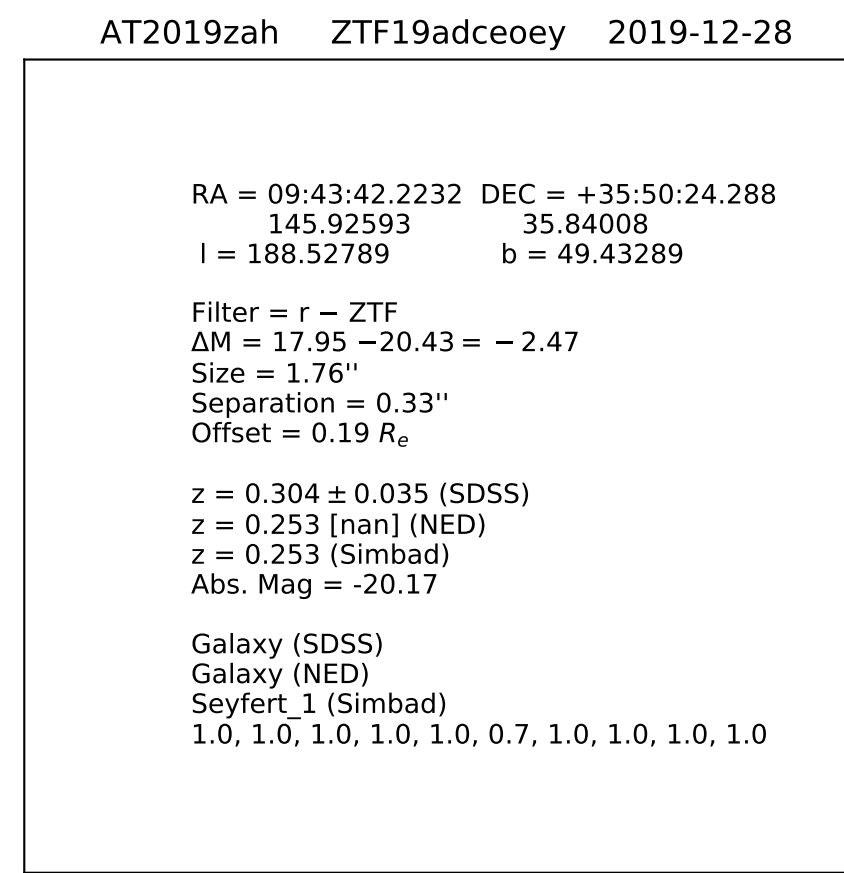 AT2019zah ZTF19adceoey 2019-12-28
RA = 09:43:42.2232 DEC = +35:50:24.288
145.92593 35.84008
l = 188.52789 b = 49.43289
Filter = r − ZTF
ΔM = 17.95 −20.43 = −2.47
Size = 1.76''
Separation = 0.33''
Offset = 0.19 Re
z = 0.304 ± 0.035 (SDSS)
z = 0.253 [nan] (NED)
z = 0.253 (Simbad)
Abs. Mag = -20.17
Galaxy (SDSS)
Galaxy (NED)
Seyfert_1 (Simbad)
1.0, 1.0, 1.0, 1.0, 1.0, 0.7, 1.0, 1.0, 1.0, 1.0